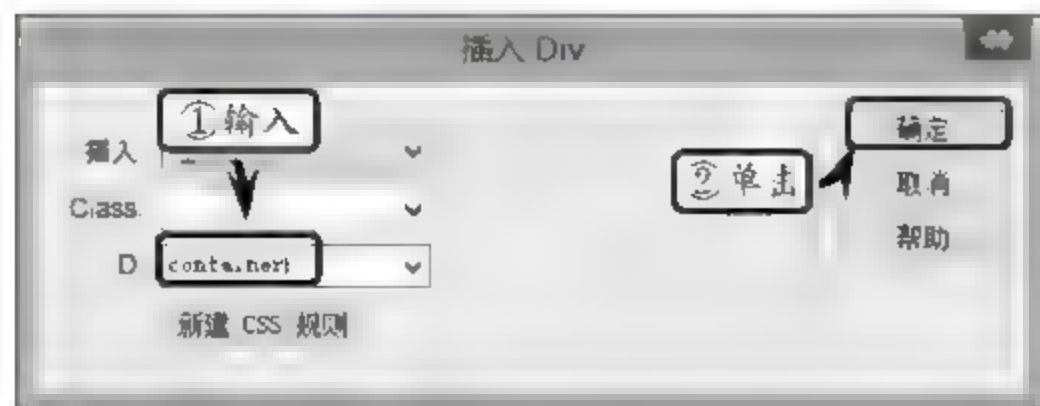 插入 Div
①输入
插入
Class.
②单击
确定
取消
帮助
D
container
新建 CSS 规则